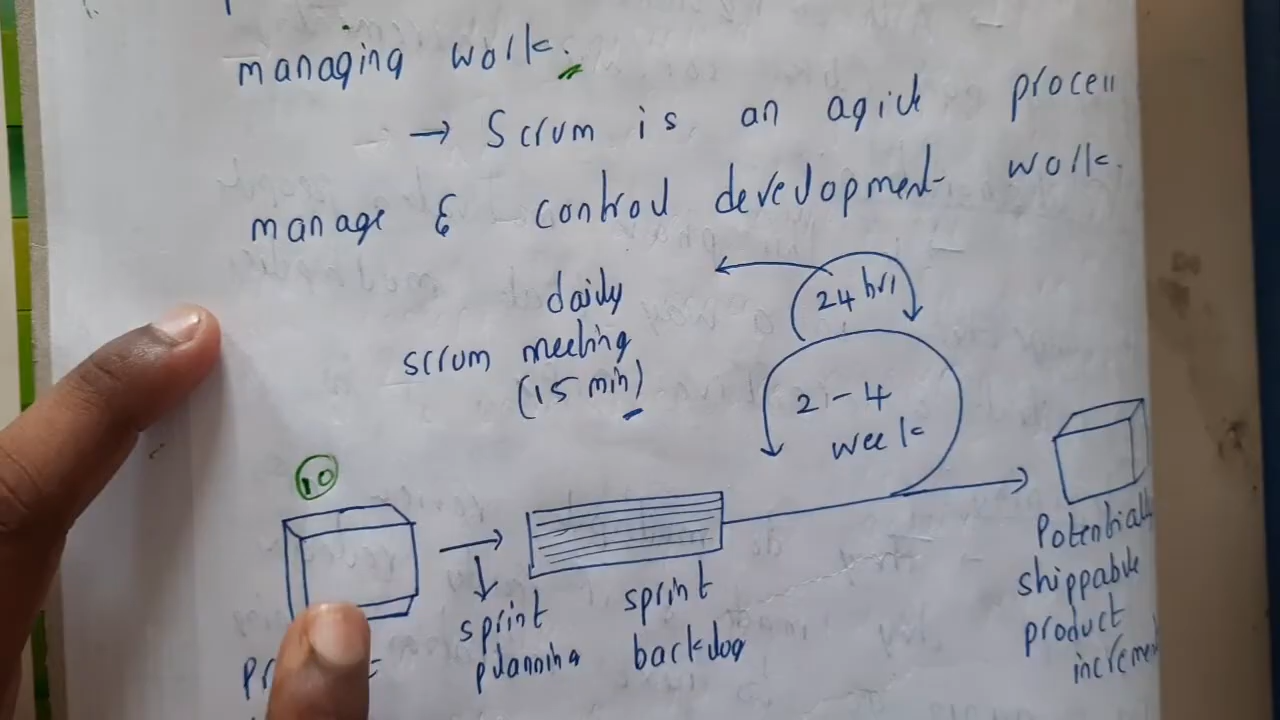 managing work.
→ Scrum is an agile process
manage & control development work.
daily
scrum meeting
(15 min)
24 hrs
2-4
week
10
sprint
planning
sprint
backlog
Potentially
shippable
product
increment